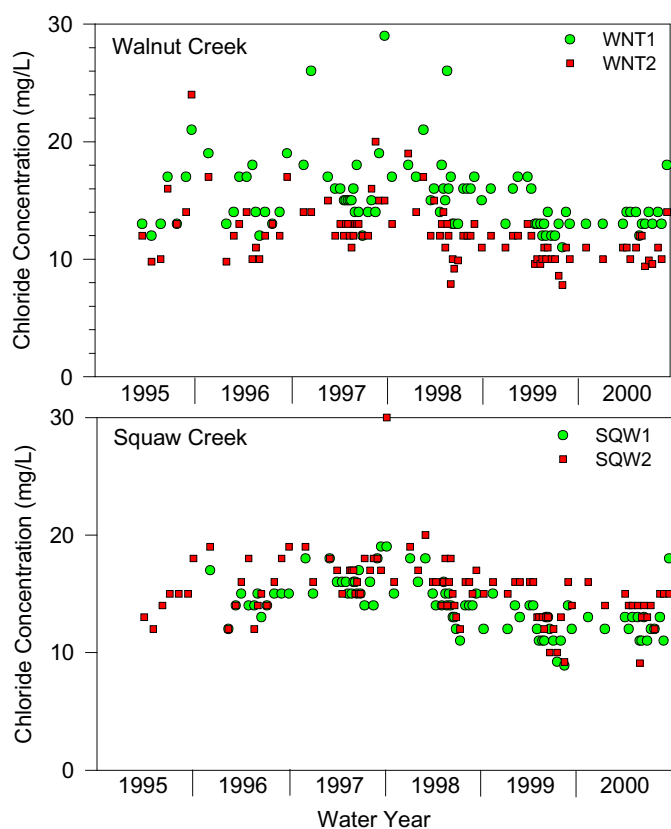 30
Walnut Creek
WNT1
WNT2
20
10
0
Chloride Concentration (mg/L)
1995 1996 1997 1998 1999 2000
30
Squaw Creek
SQW1
SQW2
20
10
0
Chloride Concentration (mg/L)
1995 1996 1997 1998 1999 2000
Water Year